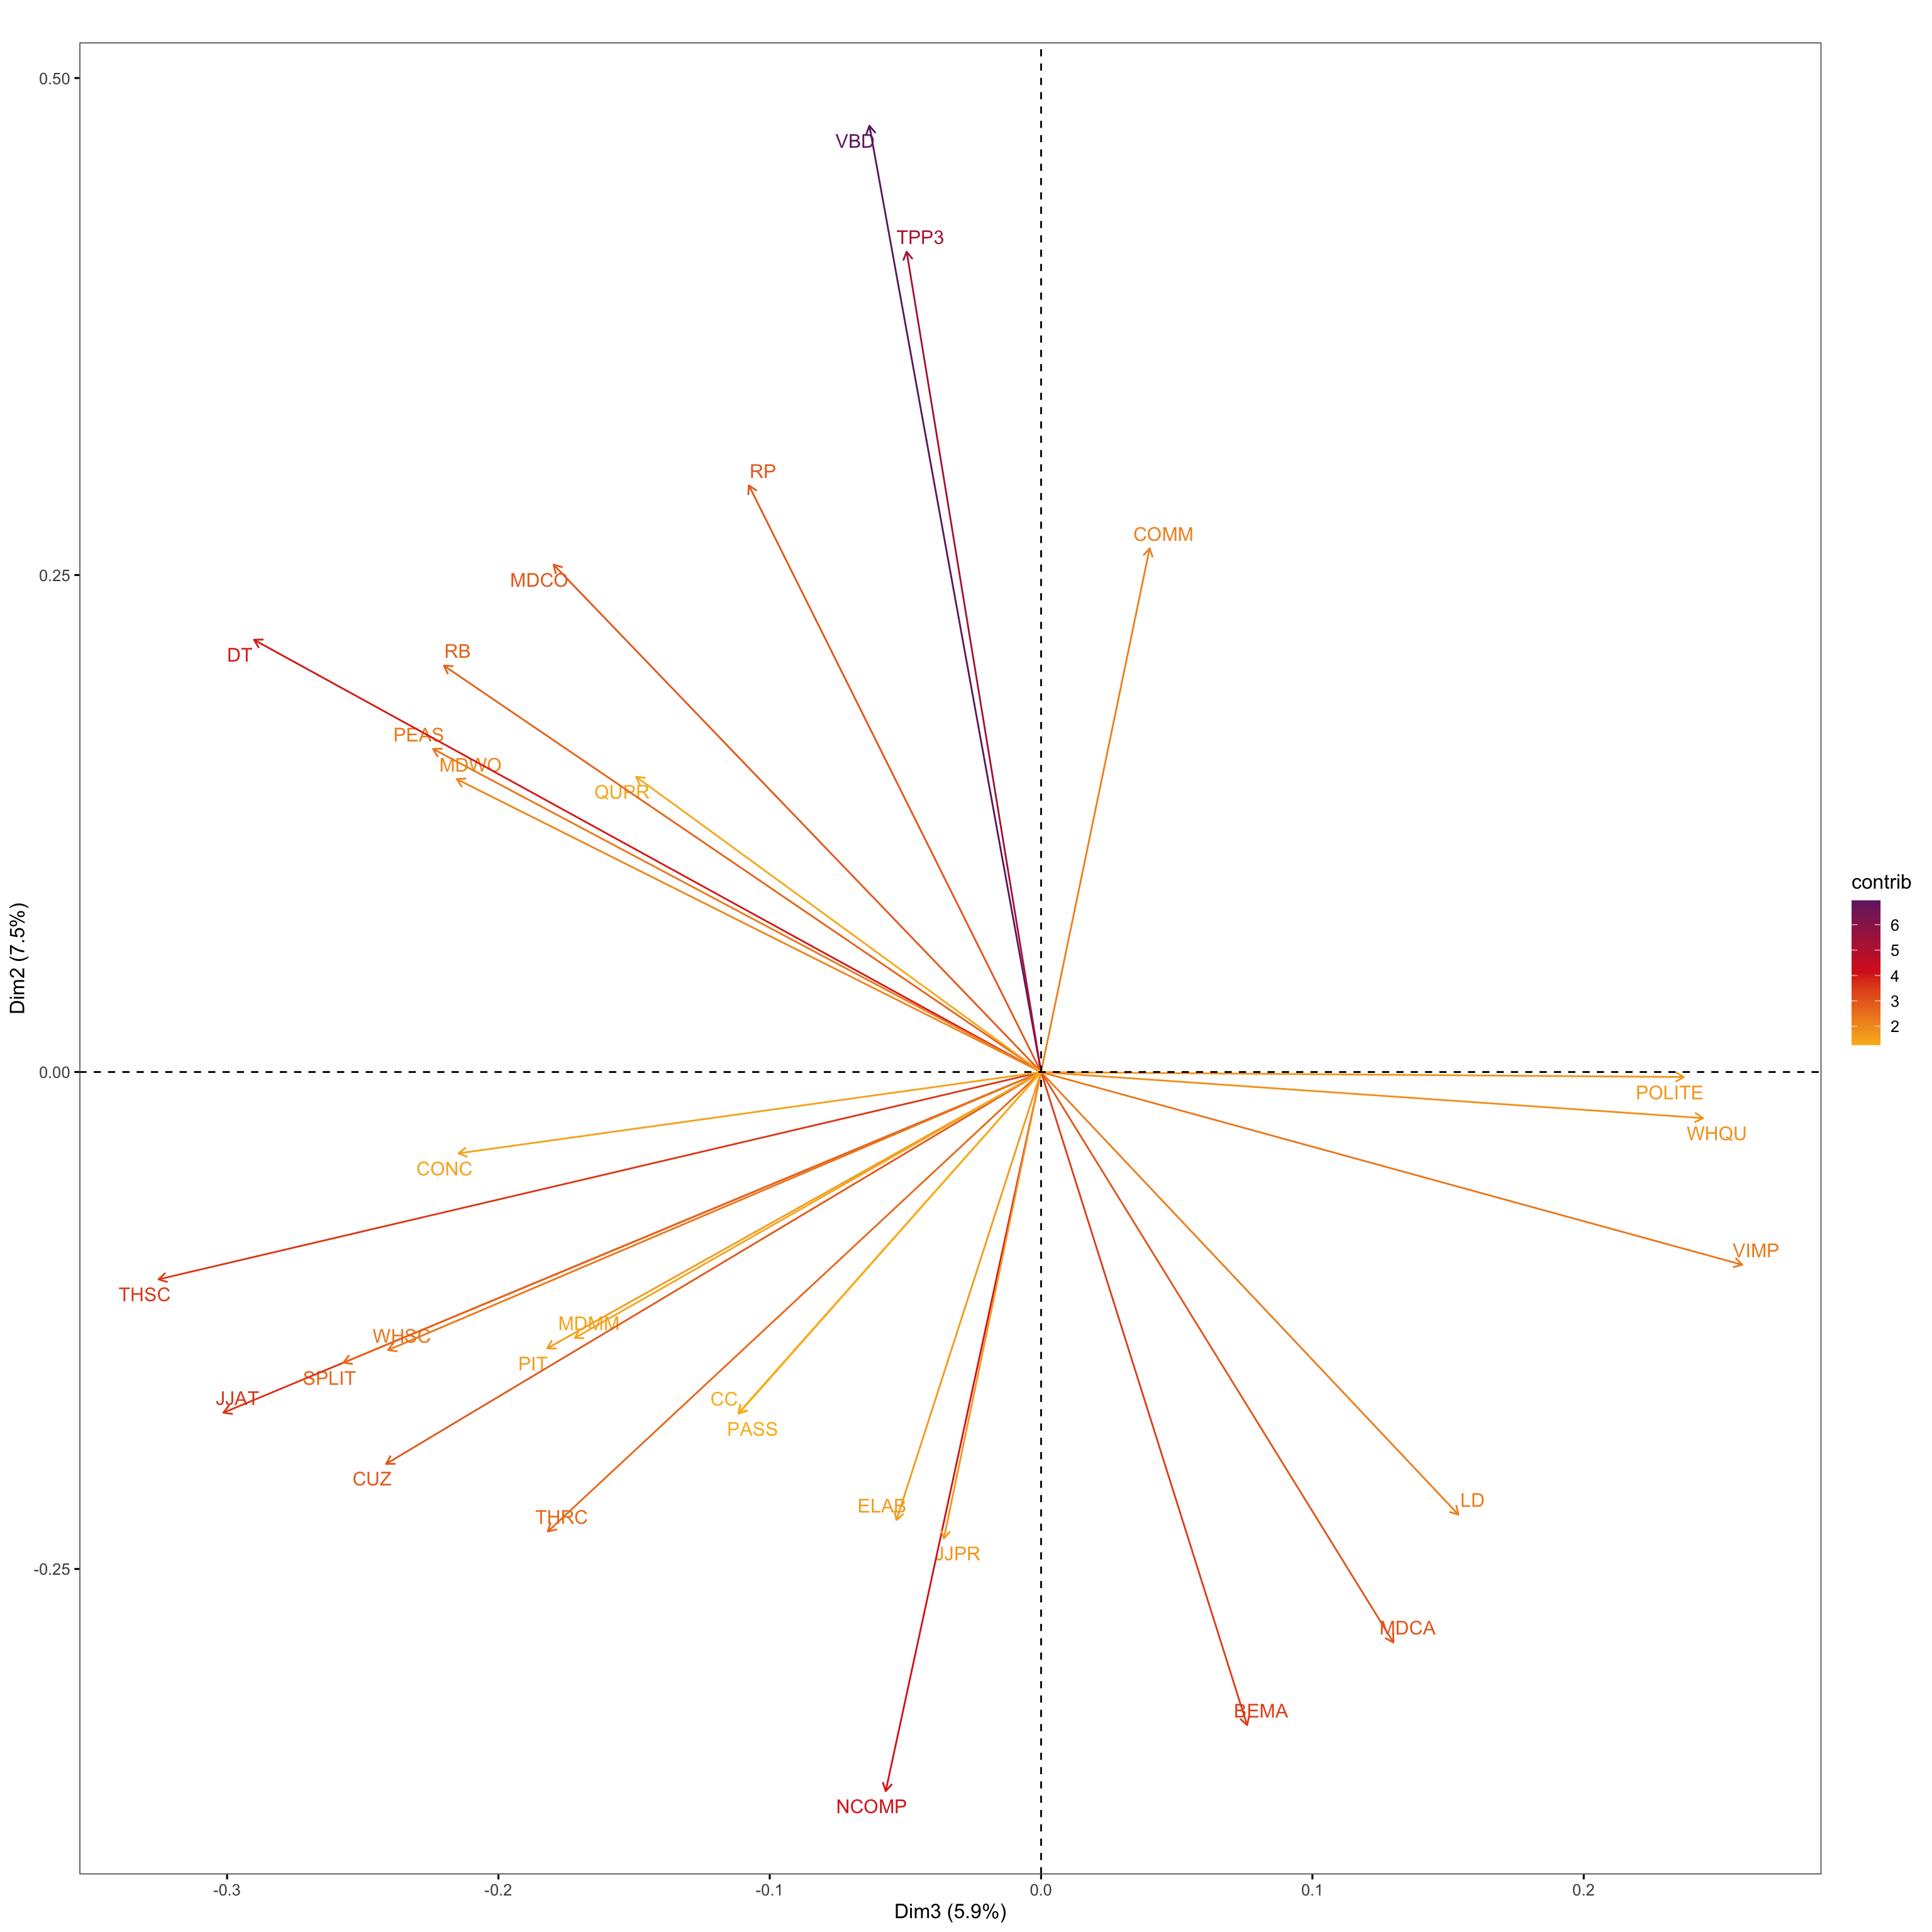 0.50
VBD
TPP3
RP
COMM
0.25
MDCO
DT
RB
PEAS
MDWO
QUPR
contrib
6
5
4
3
2
Dim2 (7.5%)
0.00
POLITE
WHQU
CONC
VIMP
THSC
MDMM
WHSC
PIT
SPLIT
JJAT
CC
PASS
CUZ
LD
ELAB
THRC
JJPR
-0.25
MDCA
BEMA
NCOMP
-0.3
-0.2
-0.1
0.0
0.1
0.2
Dim3 (5.9%)